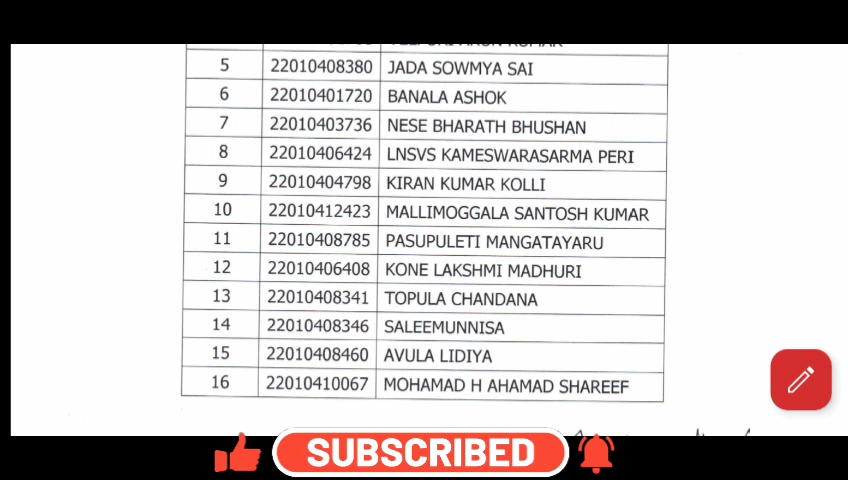 ARUN KUMAR
5 22010408380 JADA SOWMYA SAI
6 22010401720 BANALA ASHOK
7 22010403736 NESE BHARATH BHUSHAN
8 22010406424 LNSVS KAMESWARASARMA PERI
9 22010404798 KIRAN KUMAR KOLLI
10 22010412423 MALLIMOGGALA SANTOSH KUMAR
11 22010408785 PASUPULETI MANGATAYARU
12 22010406408 KONE LAKSHMI MADHURI
13 22010408341 TOPULA CHANDANA
14 22010408346 SALEEMUNNISA
15 22010408460 AVULA LIDIYA
16 22010410067 MOHAMAD H AHAMAD SHAREEF
SUBSCRIBED